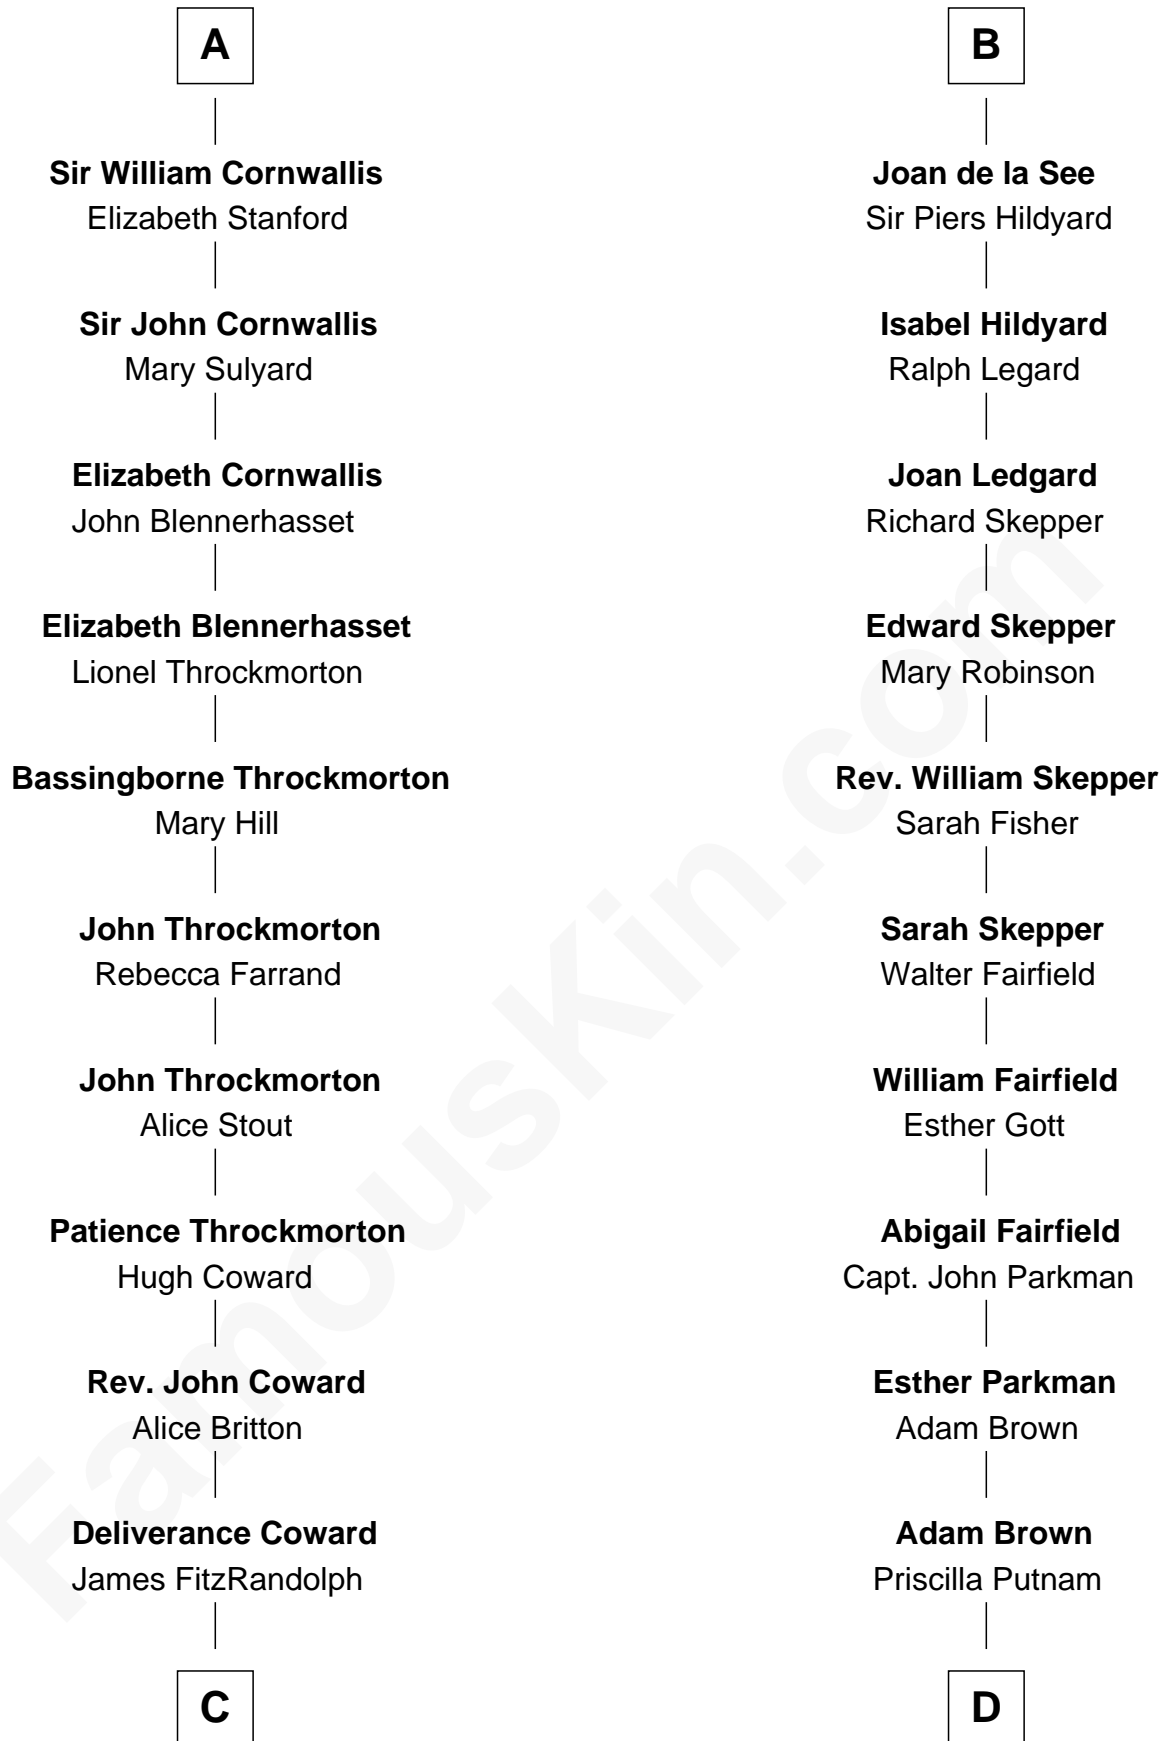 A
Sir William Cornwallis
Elizabeth Stanford
Sir John Cornwallis
Mary Sulyard
Elizabeth Cornwallis
John Blennerhasset
Elizabeth Blennerhasset
Lionel Throckmorton
Bassingborne Throckmorton
Mary Hill
John Throckmorton
Rebecca Farrand
John Throckmorton
Alice Stout
Patience Throckmorton
Hugh Coward
Rev. John Coward
Alice Britton
Deliverance Coward
James FitzRandolph
C
B
Joan de la See
Sir Piers Hildyard
Isabel Hildyard
Ralph Legard
Joan Ledgard
Richard Skepper
Edward Skepper
Mary Robinson
Rev. William Skepper
Sarah Fisher
Sarah Skepper
Walter Fairfield
William Fairfield
Esther Gott
Abigail Fairfield
Capt. John Parkman
Esther Parkman
Adam Brown
Adam Brown
Priscilla Putnam
D
FamousKin.com